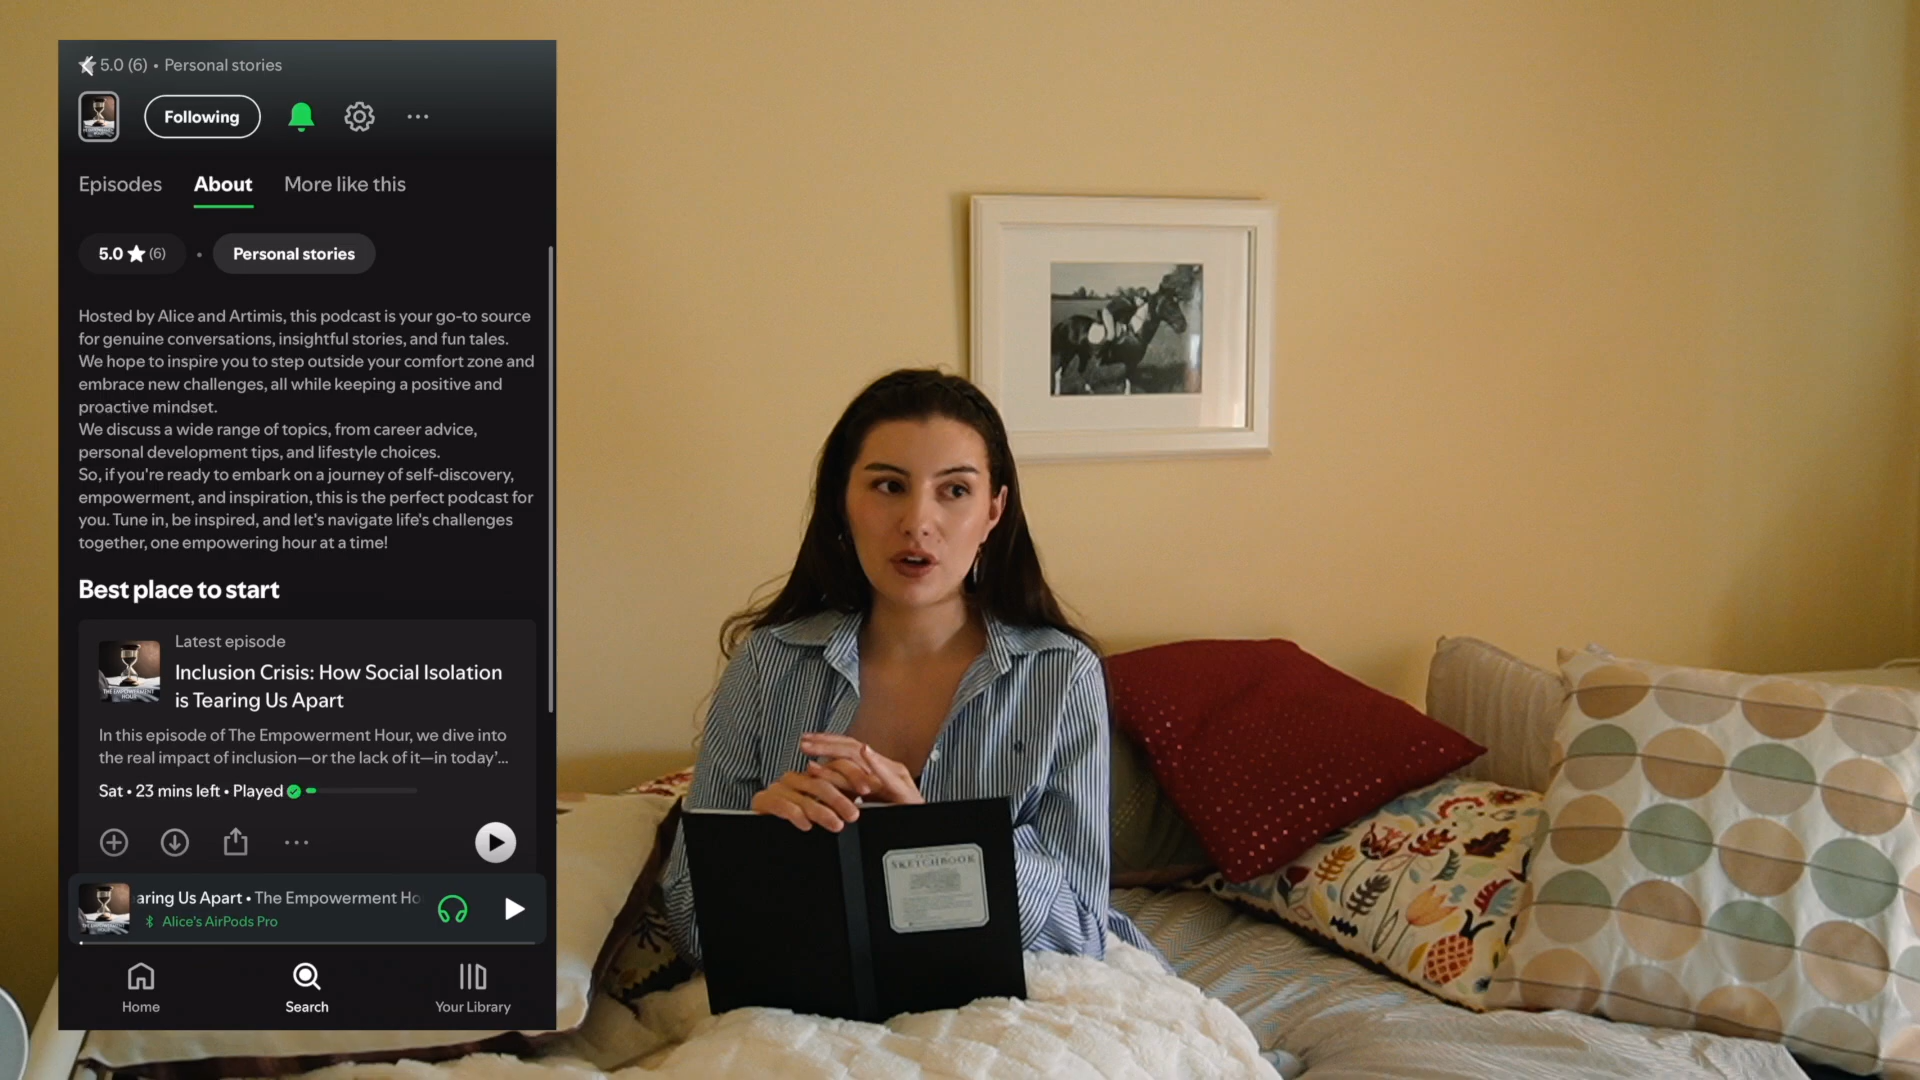 5.0 (6) • Personal stories
Following
Episodes About More like this
5.0 ★ (6) • Personal stories
Hosted by Alice and Artimis, this podcast is your go-to source
for genuine conversations, insightful stories, and fun tales.
We hope to inspire you to step outside your comfort zone and
embrace new challenges, all while keeping a positive and
proactive mindset.
We discuss a wide range of topics, from career advice,
personal development tips, and lifestyle choices.
So, if you're ready to embark on a journey of self-discovery,
empowerment, and inspiration, this is the perfect podcast for
you. Tune in, be inspired, and let's navigate life's challenges
together, one empowering hour at a time!
Best place to start
Latest episode
Inclusion Crisis: How Social Isolation
is Tearing Us Apart
THE EMPOWERMENT
HOUR
In this episode of The Empowerment Hour, we dive into
the real impact of inclusion—or the lack of it—in today'...
Sat • 23 mins left • Played
aring Us Apart • The Empowerment Ho
Alice's AirPods Pro
Home Search Your Library
SKETCHBOOK